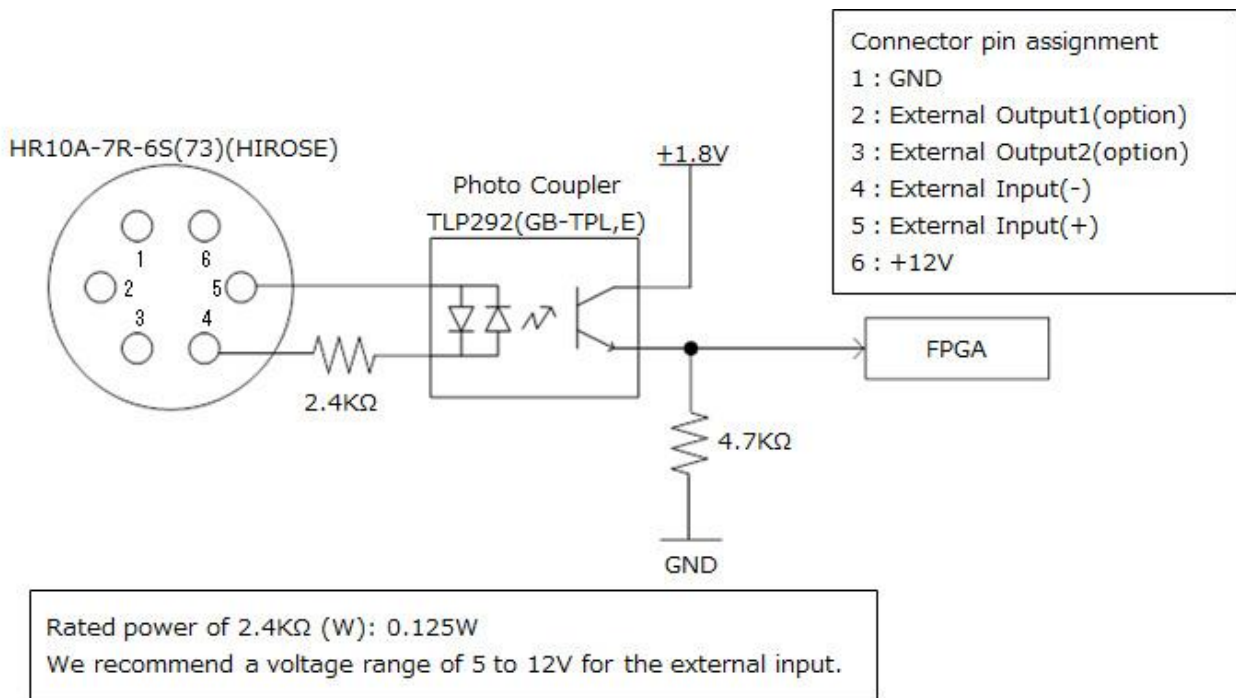 Connector pin assignment
1 : GND
2 : External Output1(option)
3 : External Output2(option)
4 : External Input(-)
5 : External Input(+)
6 : +12V
HR10A-7R-6S(73)(HIROSE)
+1.8V
Photo Coupler
TLP292(GB-TPL,E)
1
6
2
5
3
4
FPGA
2.4KΩ
4.7KΩ
GND
Rated power of 2.4KΩ (W): 0.125W
We recommend a voltage range of 5 to 12V for the external input.